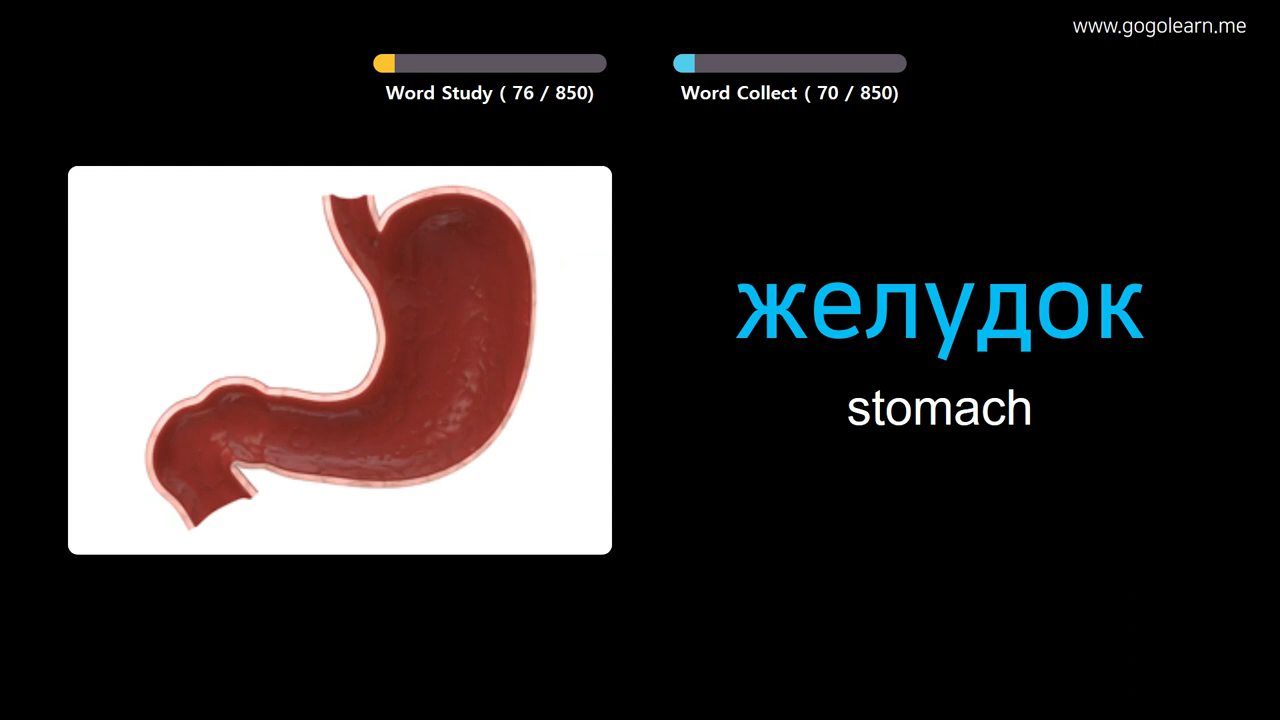 www.gogolearn.me
Word Study ( 76 / 850)
Word Collect ( 70 / 850)
желудок
stomach